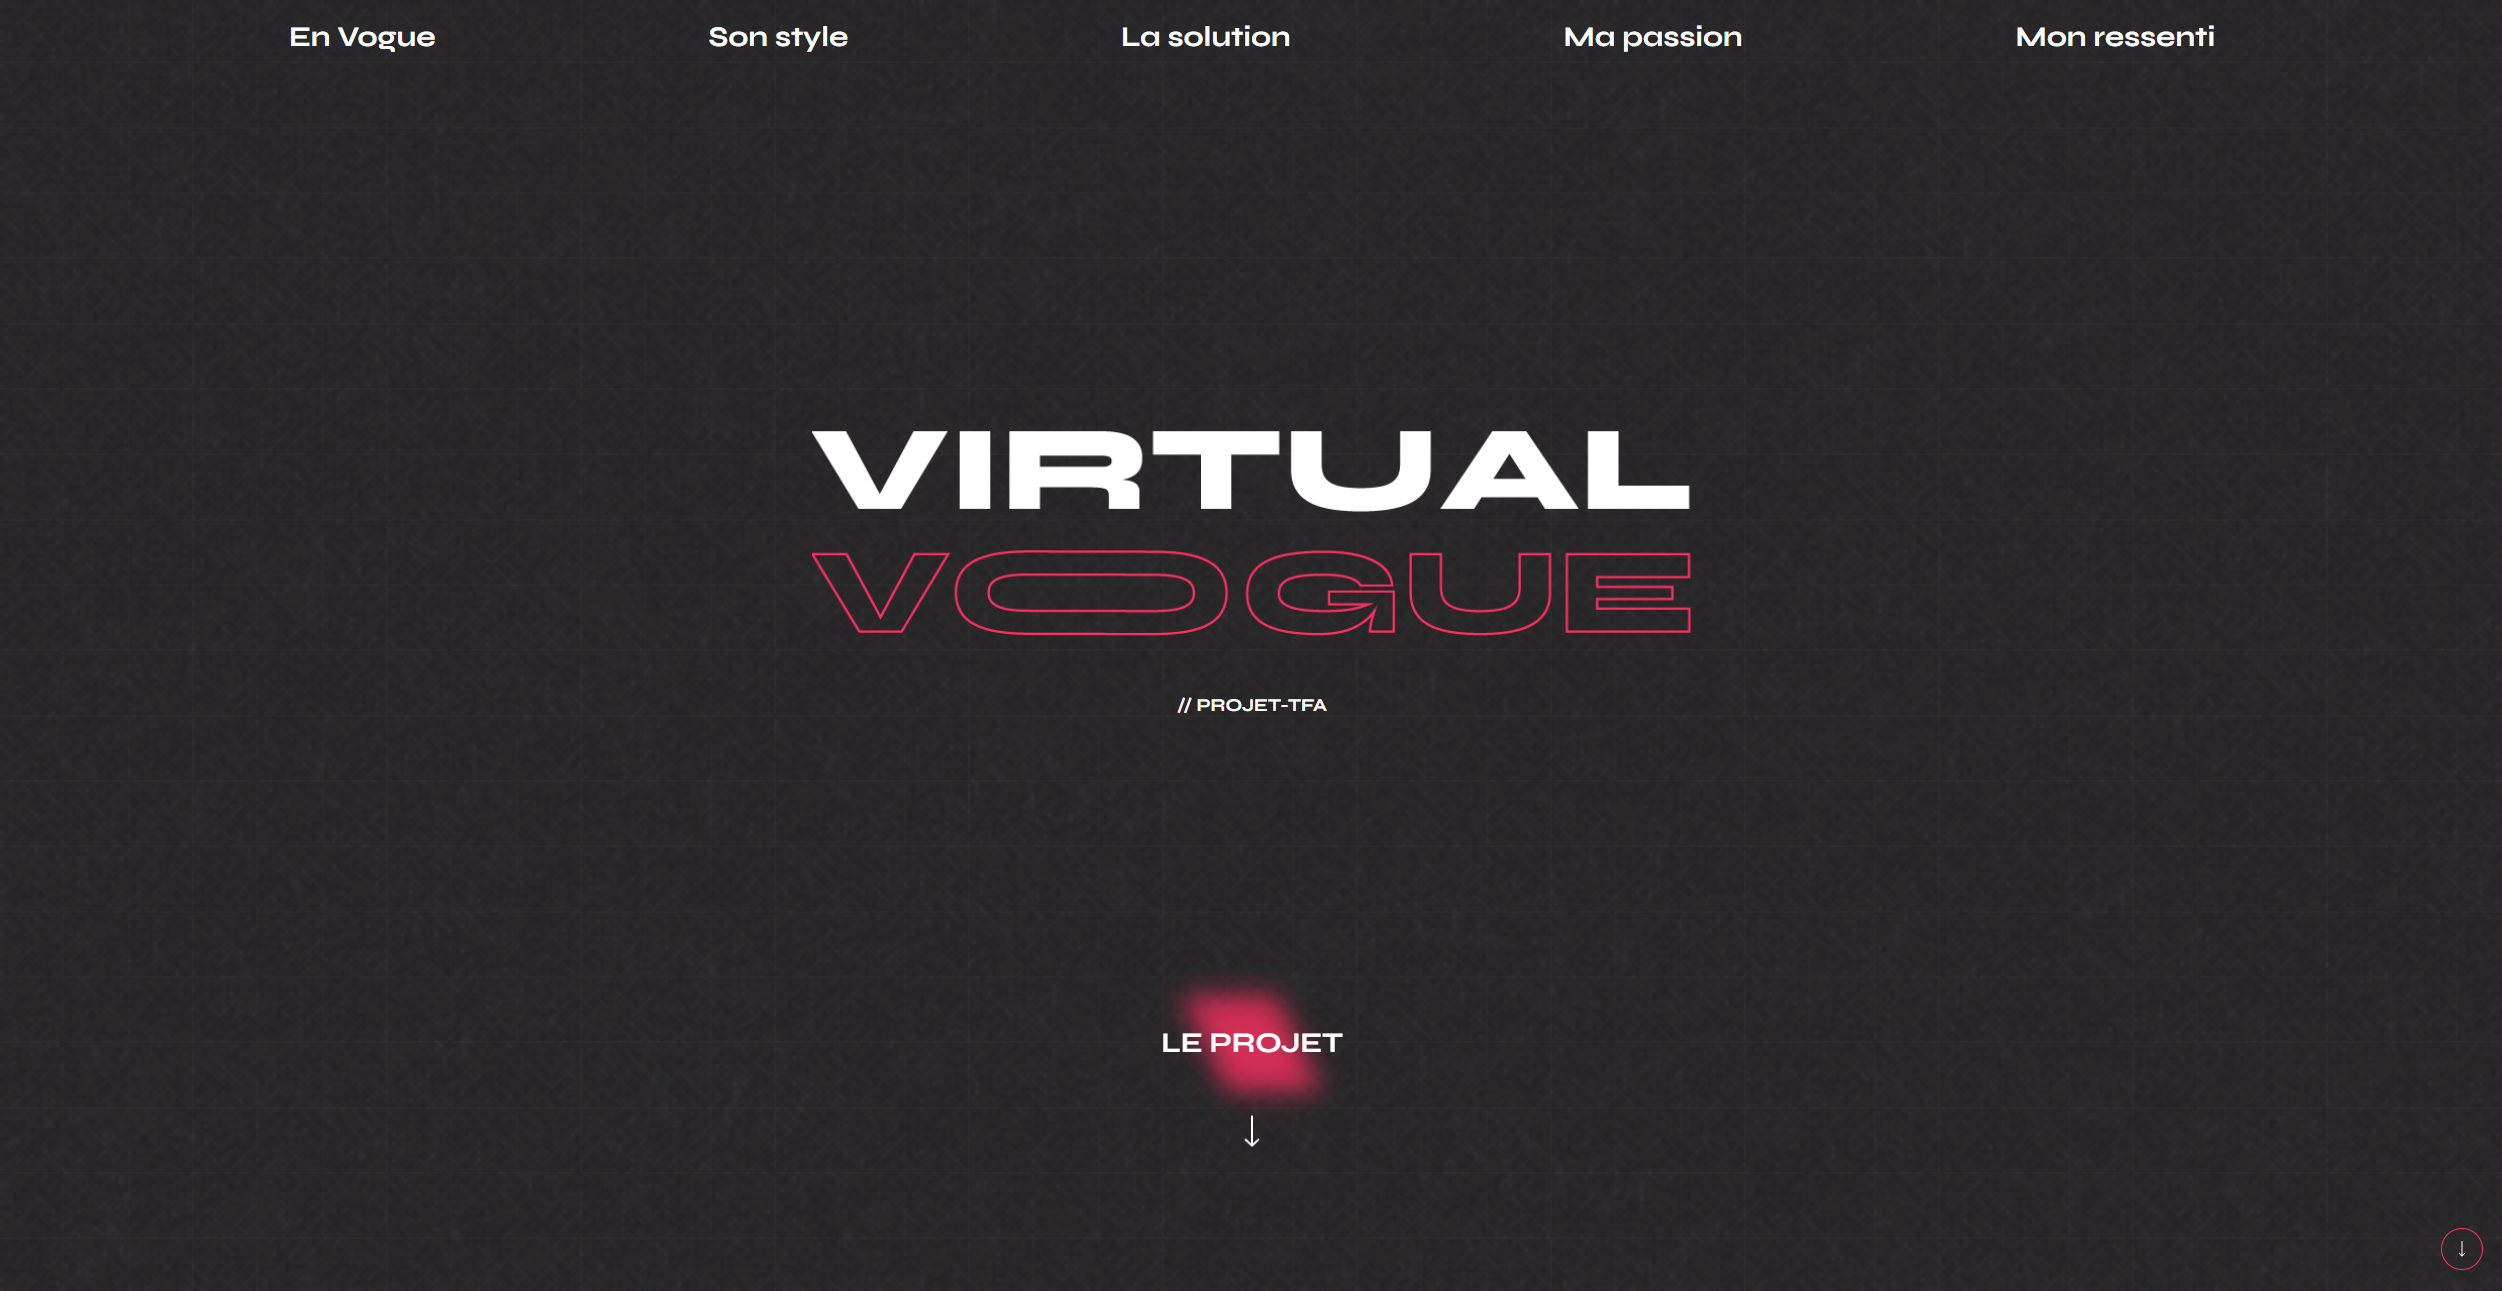 En Vogue Son style La solution Ma passion Mon ressenti
VIRTUAL
VOGUE
// PROJET-TFA
LE PROJET